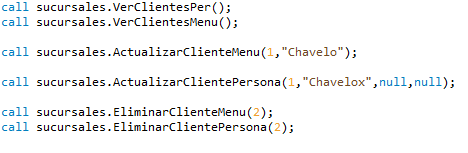 call sucursales.VerClientesPer();
call sucursales.VerClientesMenu();
call sucursales.ActualizarClienteMenu(1,"Chavelo");
call sucursales.ActualizarClientePersona(1,"Chavelox",null,null);
call sucursales.EliminarClienteMenu(2);
call sucursales.EliminarClientePersona(2);